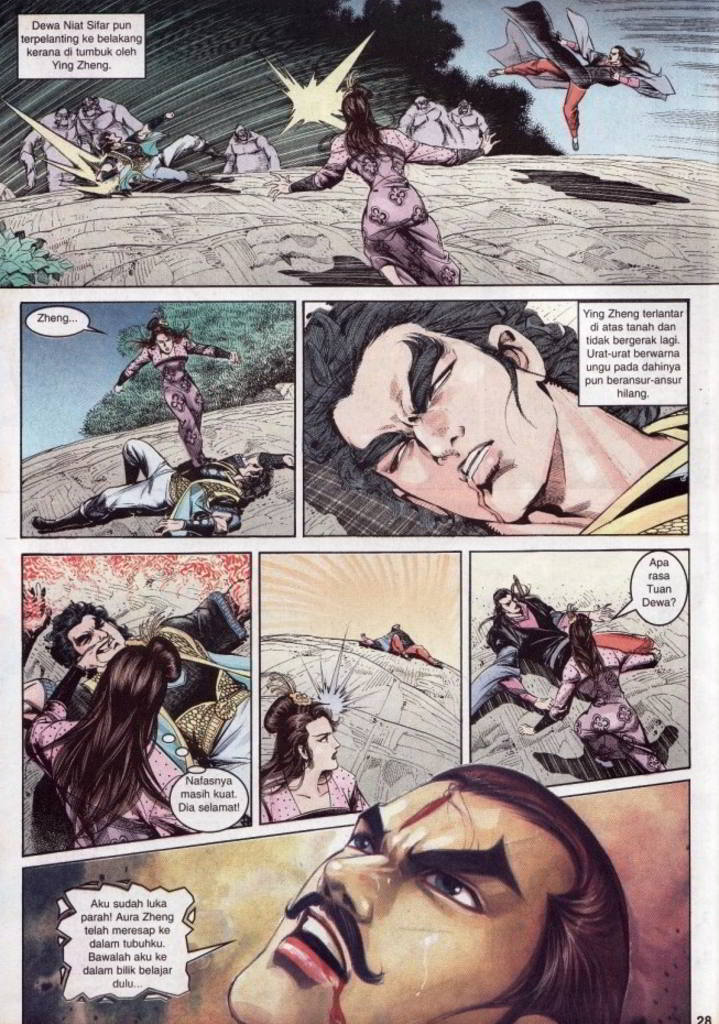 Dewa Niat Sifar pun
terpelanting ke belakang
kerana di tumbuk oleh
Ying Zheng.
Zheng...
Ying Zheng terlantar
di atas tanah dan
tidak bergerak lagi.
Urat-urat berwarna
ungu pada dahinya
pun beransur-ansur
hilang.
Nafasnya
masih kuat.
Dia selamat!
Apa
rasa
Tuan
Dewa?
Aku sudah luka
parah! Aura Zheng
telah meresap ke
dalam tubuhku.
Bawalah aku ke
dalam bilik belajar
dulu...
28